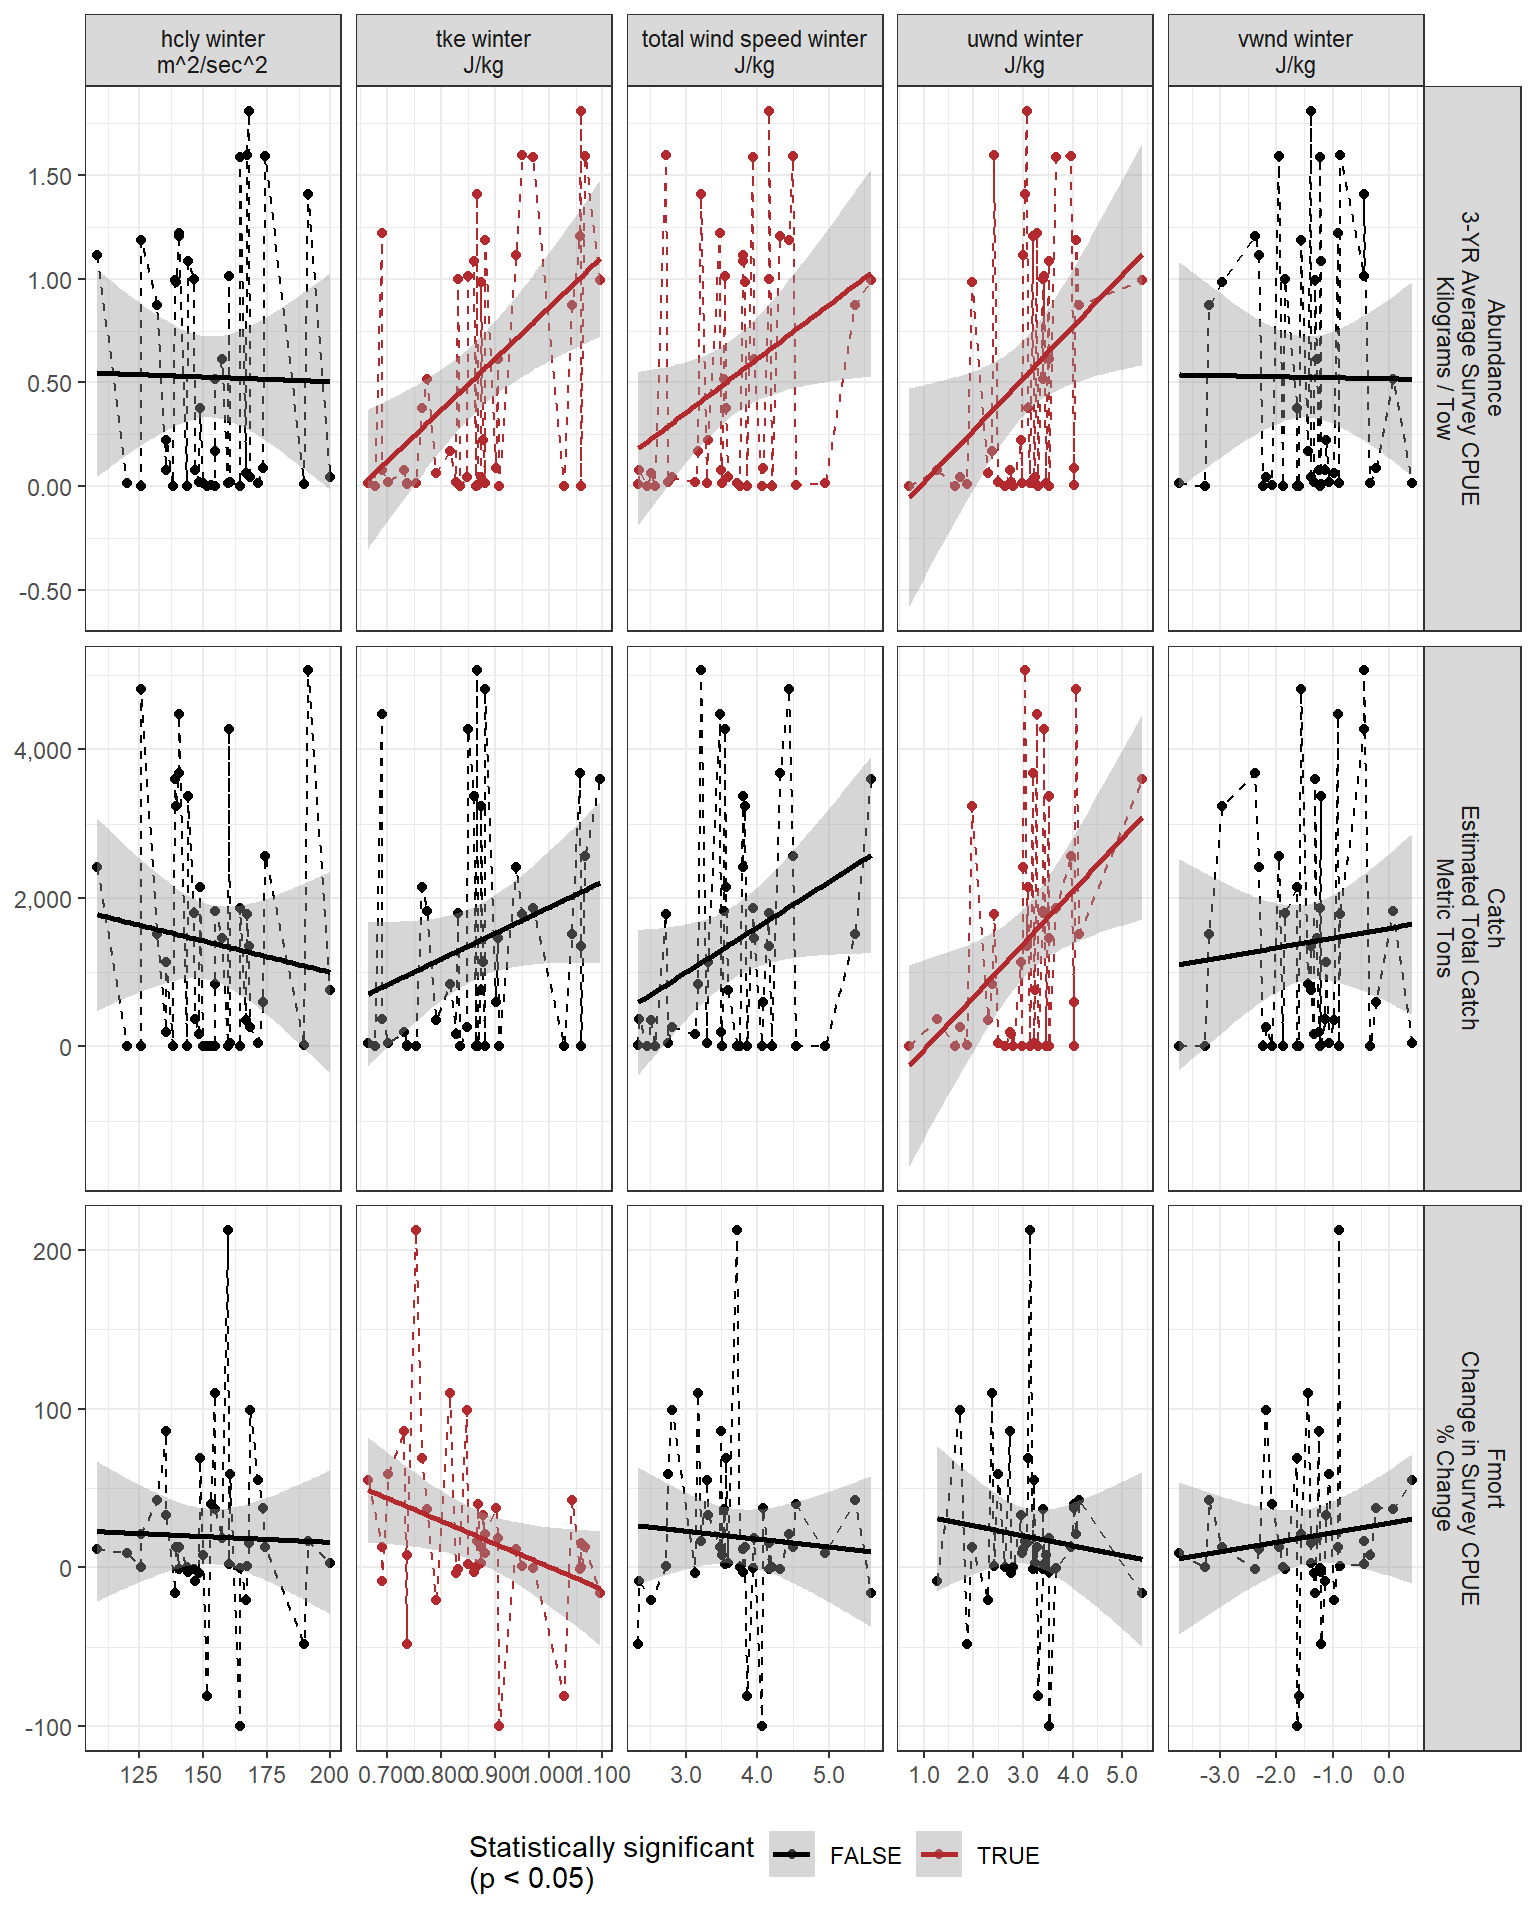 hcly winter
m^2/sec^2
tke winter
J/kg
total wind speed winter
J/kg
uwnd winter
J/kg
vwnd winter
J/kg
1.50
1.00
0.50
0.00
-0.50
Abundance
3-YR Average Survey CPUE
Kilograms / Tow
4,000
2,000
0
Catch
Estimated Total Catch
Metric Tons
200
100
0
-100
Fmort
Change in Survey CPUE
% Change
125 150 175 200
0.700 0.800 0.900 1.000 1.100
3.0 4.0 5.0
1.0 2.0 3.0 4.0 5.0
-3.0 -2.0 -1.0 0.0
Statistically significant
(p < 0.05)
FALSE
TRUE